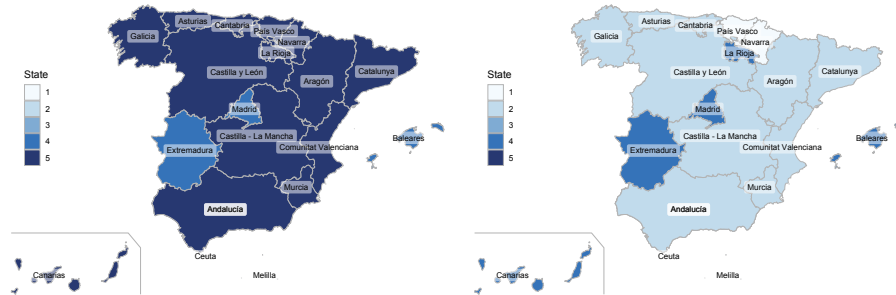 Asturias
Cantabria
País Vasco
Galicia
Navarra
La Rioja
Castilla y León
Aragón
Catalunya
State
1
2
3
4
5
Madrid
Castilla - La Mancha
Baleares
Extremadura
Comunitat Valenciana
Murcia
Andalucía
Ceuta
Canarias
Melilla
Asturias
Cantabria
País Vasco
Galicia
Navarra
La Rioja
Castilla y León
Aragón
Catalunya
State
1
2
3
4
5
Madrid
Castilla - La Mancha
Baleares
Extremadura
Comunitat Valenciana
Murcia
Andalucía
Ceuta
Canarias
Melilla